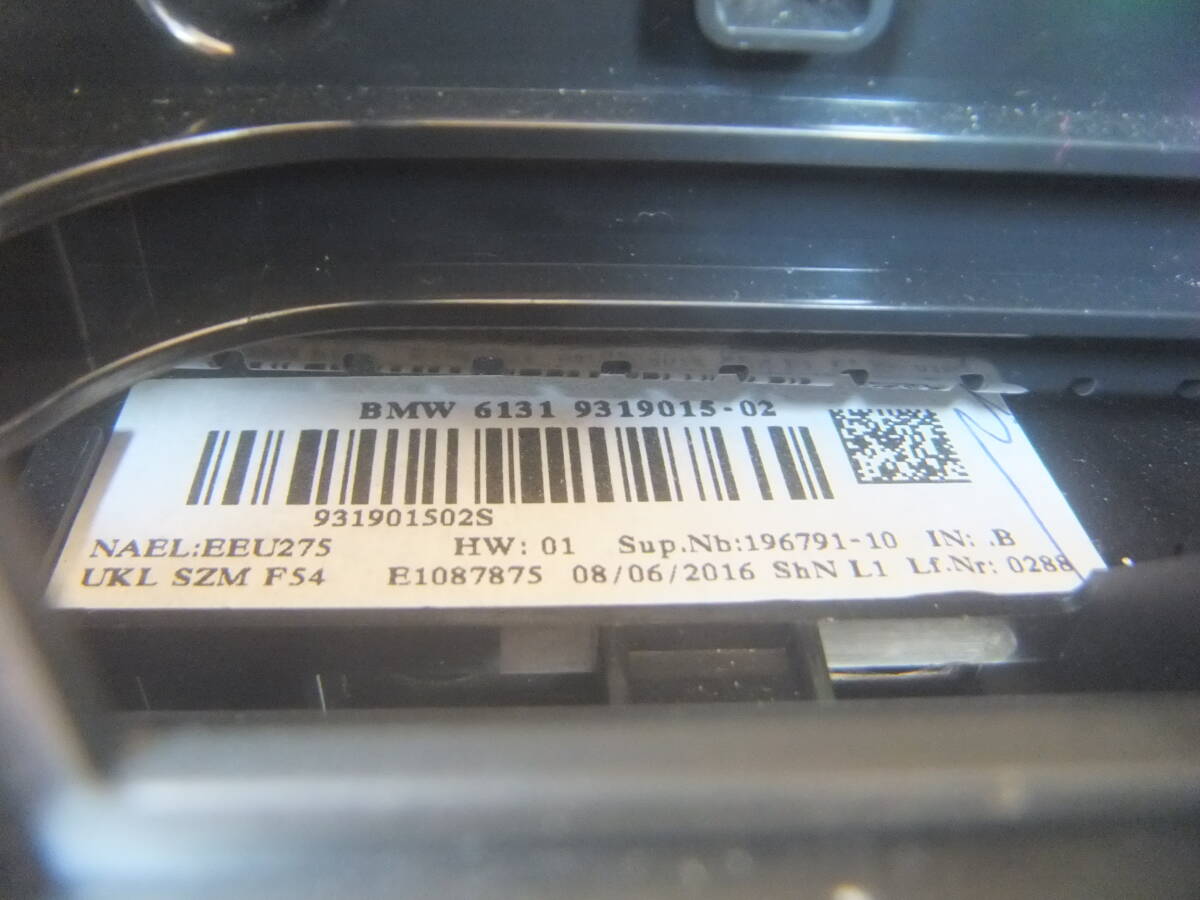 BMW 6131 9319015-02
931901502S
NAEL:EEU275 HW: 01 Sup.Nb:196791-10 IN: .B
UKL SZM F54 E1087875 08/06/2016 ShN L1 Lf.Nr: 0288